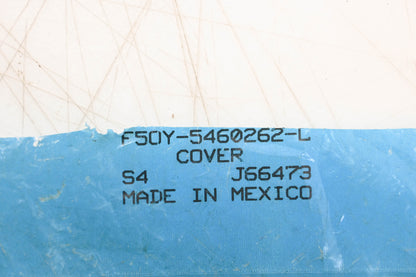 F5OY-5460262-L
COVER
S4 J66473
MADE IN MEXICO